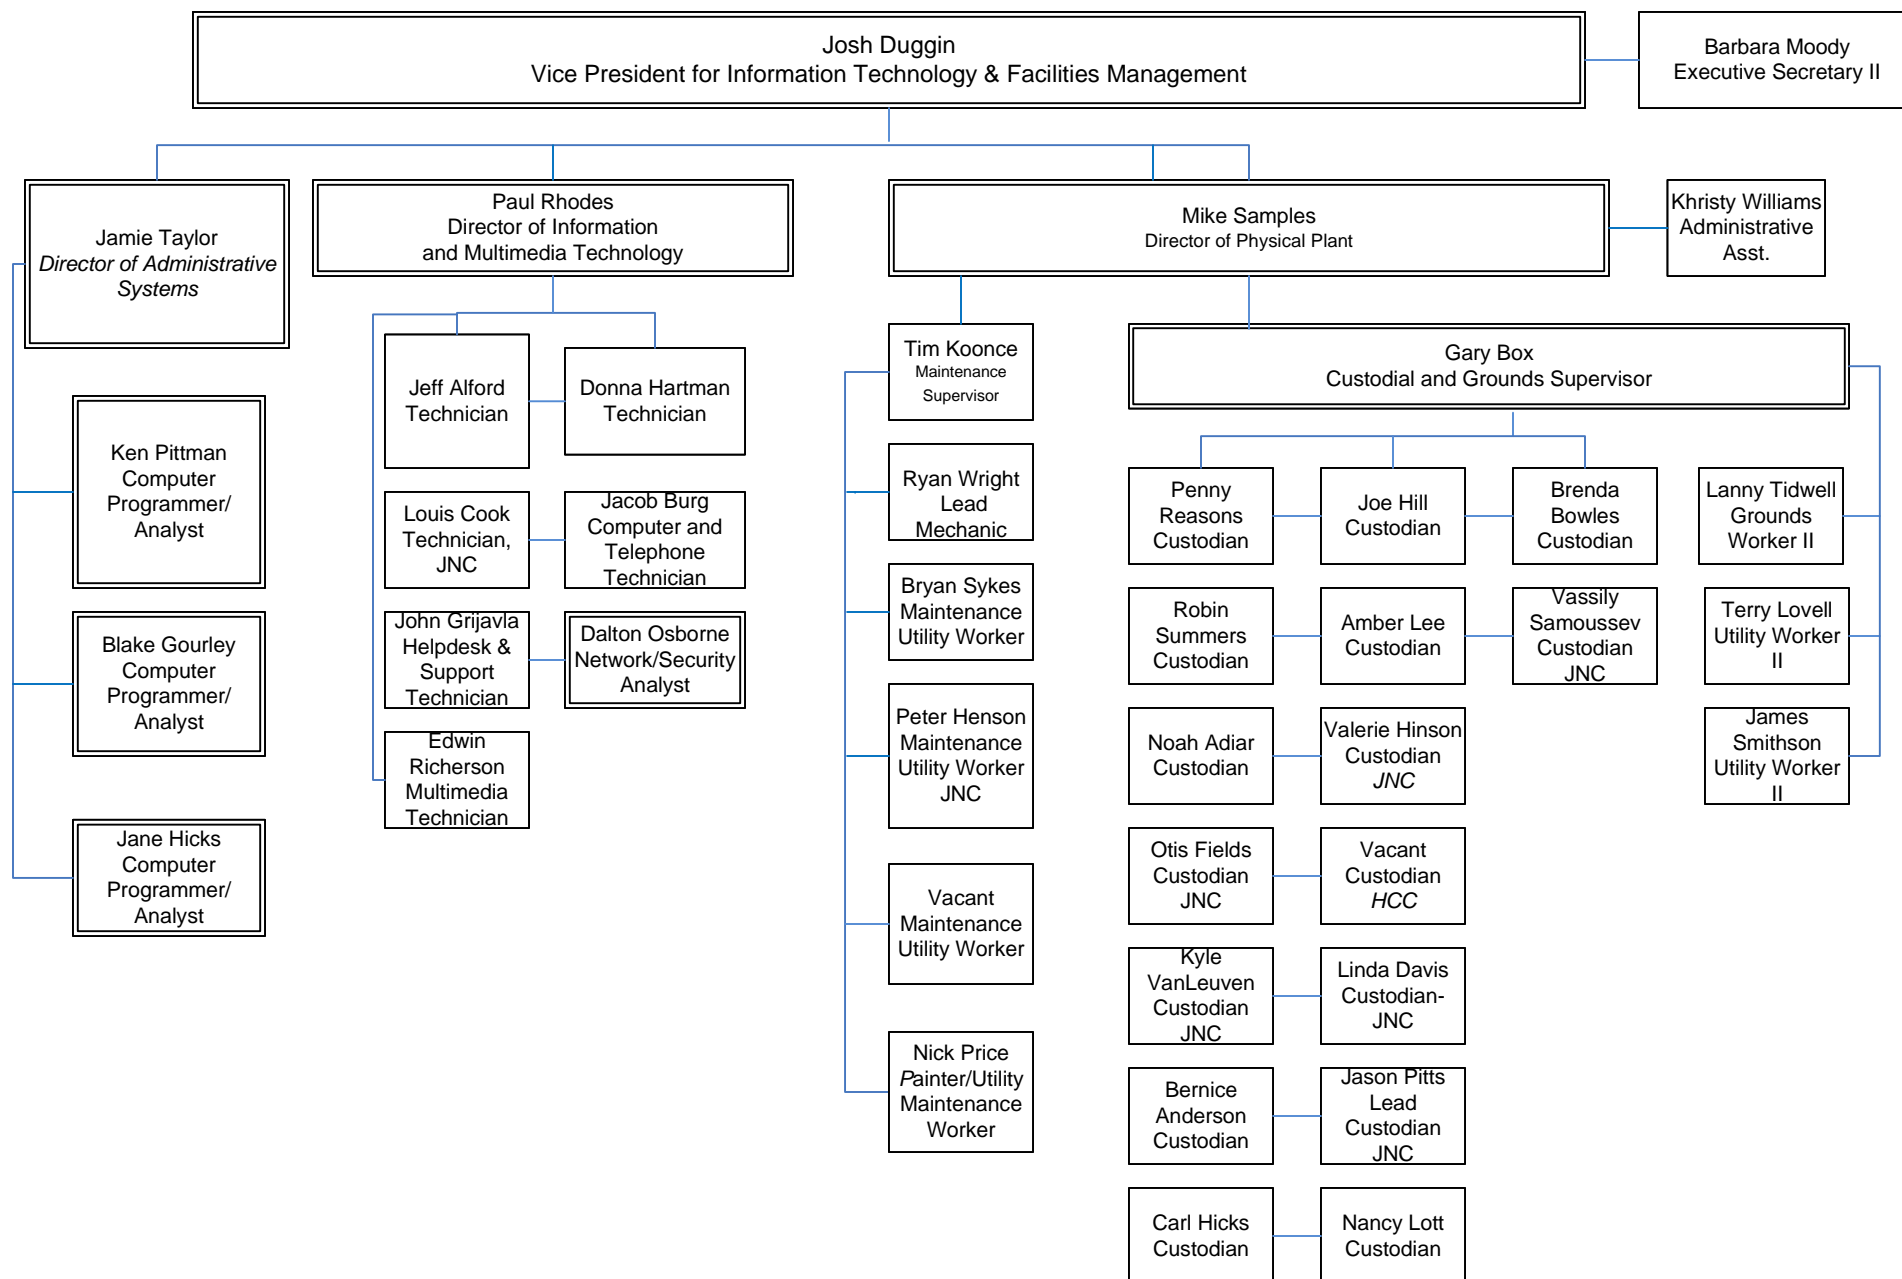 Josh Duggin
Vice President for Information Technology & Facilities Management
Barbara Moody
Executive Secretary II
Jamie Taylor
Director of Administrative
Systems
Paul Rhodes
Director of Information
and Multimedia Technology
Mike Samples
Director of Physical Plant
Khristy Williams
Administrative
Asst.
Ken Pittman
Computer
Programmer/
Analyst
Blake Gourley
Computer
Programmer/
Analyst
Jane Hicks
Computer
Programmer/
Analyst
Jeff Alford
Technician
Donna Hartman
Technician
Louis Cook
Technician,
JNC
Jacob Burg
Computer and
Telephone
Technician
John Grijavla
Helpdesk &
Support
Technician
Dalton Osborne
Network/Security
Analyst
Edwin
Richerson
Multimedia
Technician
Tim Koonce
Maintenance
Supervisor
Ryan Wright
Lead
Mechanic
Bryan Sykes
Maintenance
Utility Worker
Peter Henson
Maintenance
Utility Worker
JNC
Vacant
Maintenance
Utility Worker
Nick Price
Painter/Utility
Maintenance
Worker
Gary Box
Custodial and Grounds Supervisor
Penny
Reasons
Custodian
Joe Hill
Custodian
Brenda
Bowles
Custodian
Robin
Summers
Custodian
Amber Lee
Custodian
Vassily
Samoussev
Custodian
JNC
Noah Adiar
Custodian
Valerie Hinson
Custodian
JNC
Otis Fields
Custodian
JNC
Vacant
Custodian
HCC
Kyle
VanLeuven
Custodian
JNC
Linda Davis
Custodian-
JNC
Bernice
Anderson
Custodian
Jason Pitts
Lead
Custodian
JNC
Carl Hicks
Custodian
Nancy Lott
Custodian
Lanny Tidwell
Grounds
Worker II
Terry Lovell
Utility Worker
II
James
Smithson
Utility Worker
II